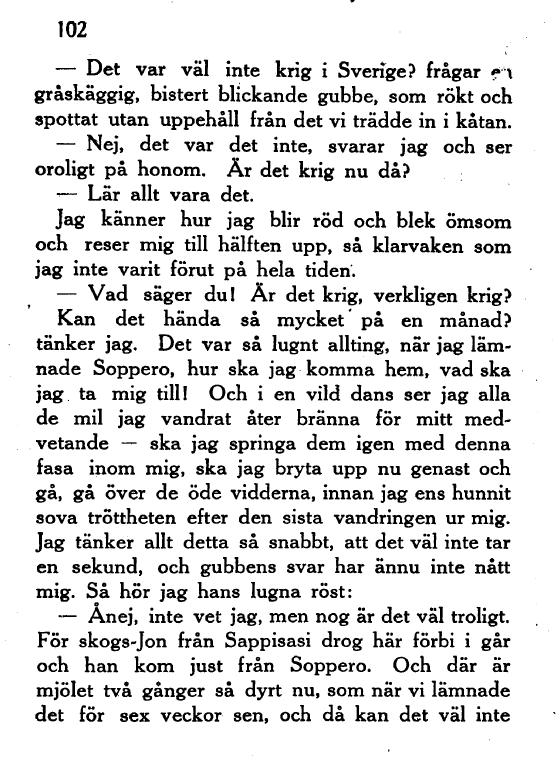 102
— Det var väl inte krig i Sverige? frågar
gråskäggig, bistert blickande gubbe, som rökt och
spottat utan uppehåll från det vi trädde in i kåtan.
— Nej, det var det inte, svarar jag och ser
oroligt på honom. Är det krig nu då?
— Lär allt vara det.
Jag känner hur jag blir röd och blek ömsom
och reser mig till hälften upp, så klarvaken som
jag inte varit förut på hela tiden.
— Vad säger du! Är det krig, verkligen krig?
Kan det hända så mycket på en månad?
tänker jag. Det var så lugnt allting, när jag läm-
nade Soppero, hur ska jag komma hem, vad ska
jag ta mig till! Och i en vild dans ser jag alla
de mil jag vandrat åter bränna för mitt med-
vetande — ska jag springa dem igen med denna
fasa inom mig, ska jag bryta upp nu genast och
gå, gå över de öde vidderna, innan jag ens hunnit
sova tröttheten efter den sista vandringen ur mig.
Jag tänker allt detta så snabbt, att det väl inte tar
en sekund, och gubbens svar har ännu inte nått
mig. Så hör jag hans lugna röst:
— Ånej, inte vet jag, men nog är det väl troligt.
För skogs-Jon från Sappisasi drog här förbi i går
och han kom just från Soppero. Och där är
mjölet två gånger så dyrt nu, som när vi lämnade
det för sex veckor sen, och då kan det väl inte